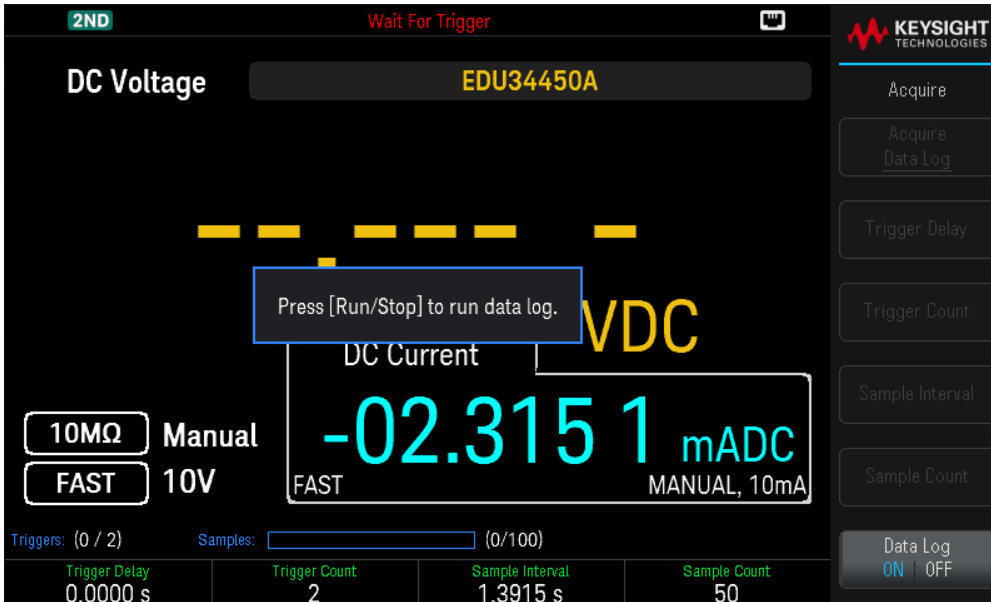 2ND Wait For Trigger
KEYSIGHT
TECHNOLOGIES
DC Voltage EDU34450A
Acquire
Acquire
Data Log
Trigger Delay
Press [Run/Stop] to run data log.
VDC
Trigger Count
DC Current
Sample Interval
-02.315 1 mADC
10MΩ Manual
FAST 10V
FAST MANUAL, 10mA
Sample Count
Triggers: (0 / 2) Samples: (0/100)
Data Log
ON | OFF
Trigger Delay Trigger Count Sample Interval Sample Count
0.0000 s 2 1.3915 s 50